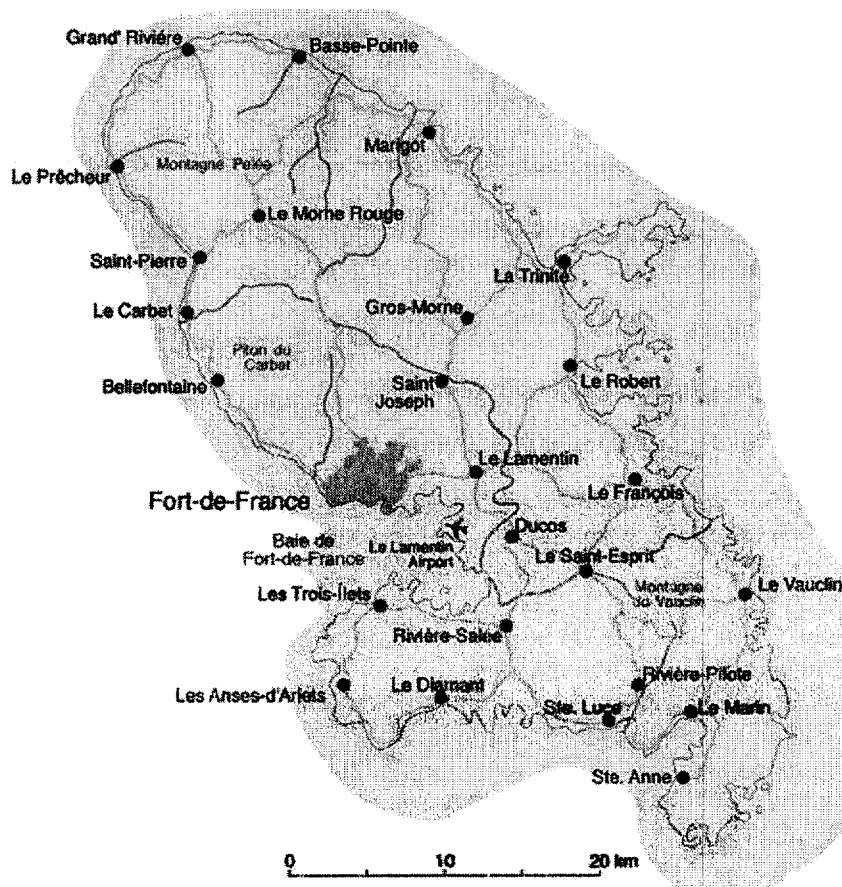 Grand' Riviére
Basse-Pointe
Marigot
Le Prêcheur
Montagne Pelée
Le Morne Rouge
Saint-Pierre
La Trinité
Le Carbet
Gros-Morne
Piton du
Carbet
Bellefontaine
Saint
Joseph
Le Robert
Le Lamentin
Le François
Fort-de-France
Ducos
Baie de
Fort-de-France
Le Lamentin
Airport
Le Saint-Esprit
Les Trois-Îlets
Montagne
du Vauclin
Le Vauclin
Rivière-Salée
Les Anses-d'Arlets
Le Diamant
Rivière-Pilote
Ste. Luce
Le Marin
Ste. Anne
0 10 20 km